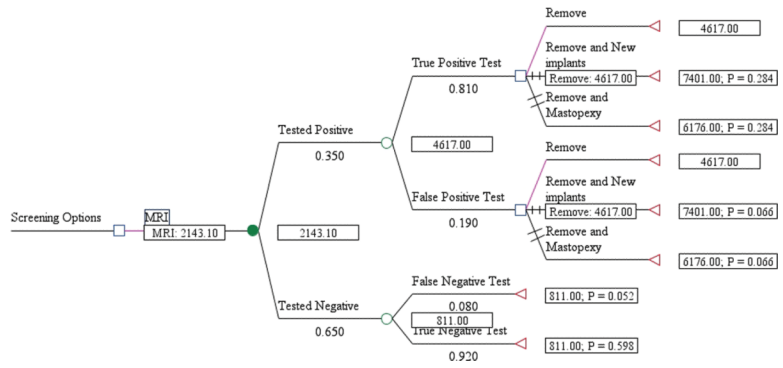 Remove
4617.00
Remove and New
implants
True Positive Test
Remove: 4617.00
7401.00; P = 0.284
0.810
Remove and
Mastopexy
6176.00; P = 0.284
Tested Positive
4617.00
0.350
Remove
4617.00
Remove and New
implants
False Positive Test
Remove: 4617.00
7401.00; P = 0.066
0.190
Remove and
Mastopexy
6176.00; P = 0.066
Screening Options
MRI
MRI: 2143.10
2143.10
False Negative Test
0.080
811.00; P = 0.052
Tested Negative
811.00
0.650
True Negative Test
0.920
811.00; P = 0.598